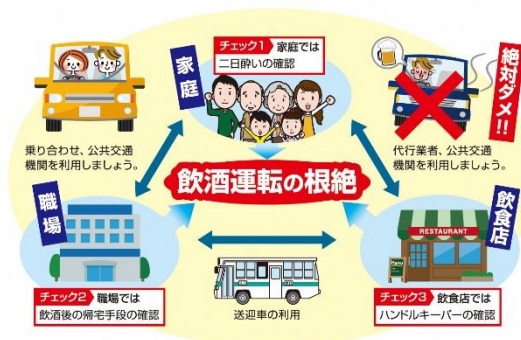 チェック1 家庭では
二日酔いの確認
家庭
絶対ダメ!!
乗り合わせ、公共交通
機関を利用しましょう。
代行業者、公共交通
機関を利用しましょう。
飲酒運転の根絶
職場
飲食店
RESTAURANT
Menu
チェック2 職場では
飲酒後の帰宅手段の確認
送迎車の利用
チェック3 飲食店では
ハンドルキーパーの確認